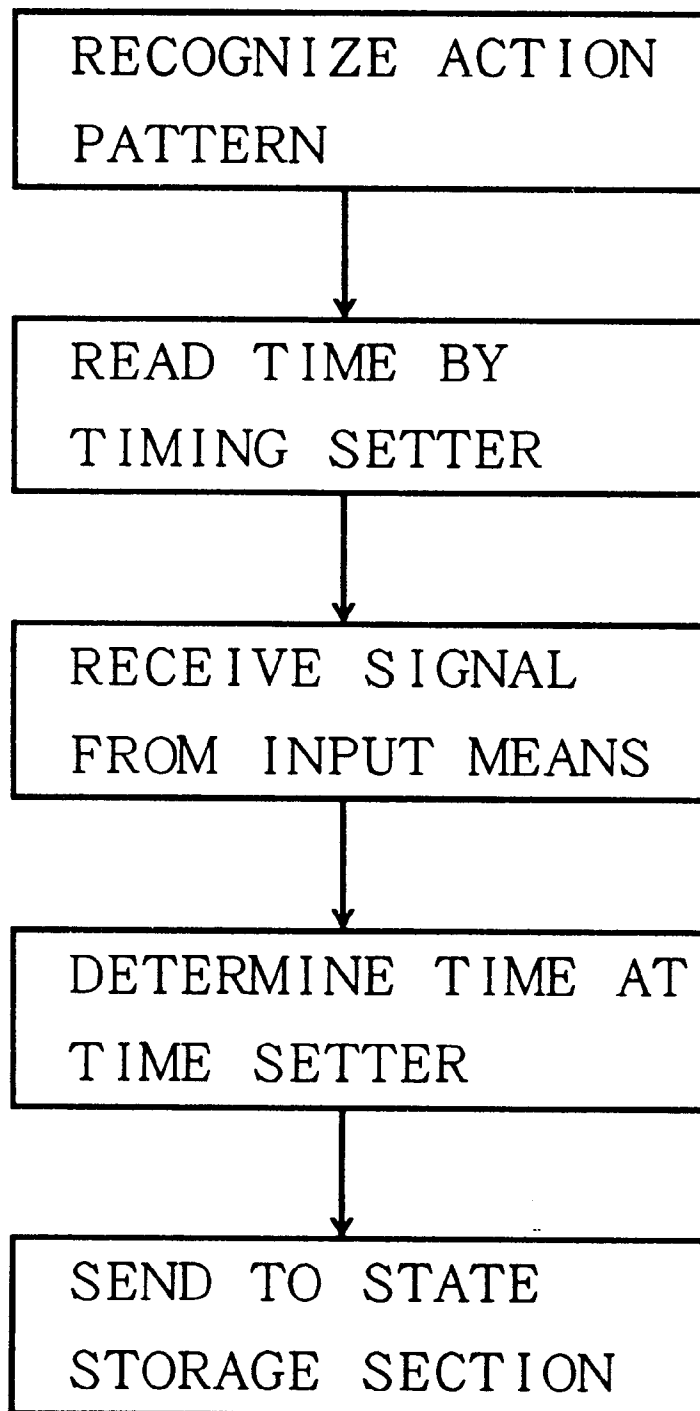 RECOGNIZE ACTION
PATTERN
READ TIME BY
TIMING SETTER
RECEIVE SIGNAL
FROM INPUT MEANS
DETERMINE TIME AT
TIME SETTER
SEND TO STATE
STORAGE SECTION